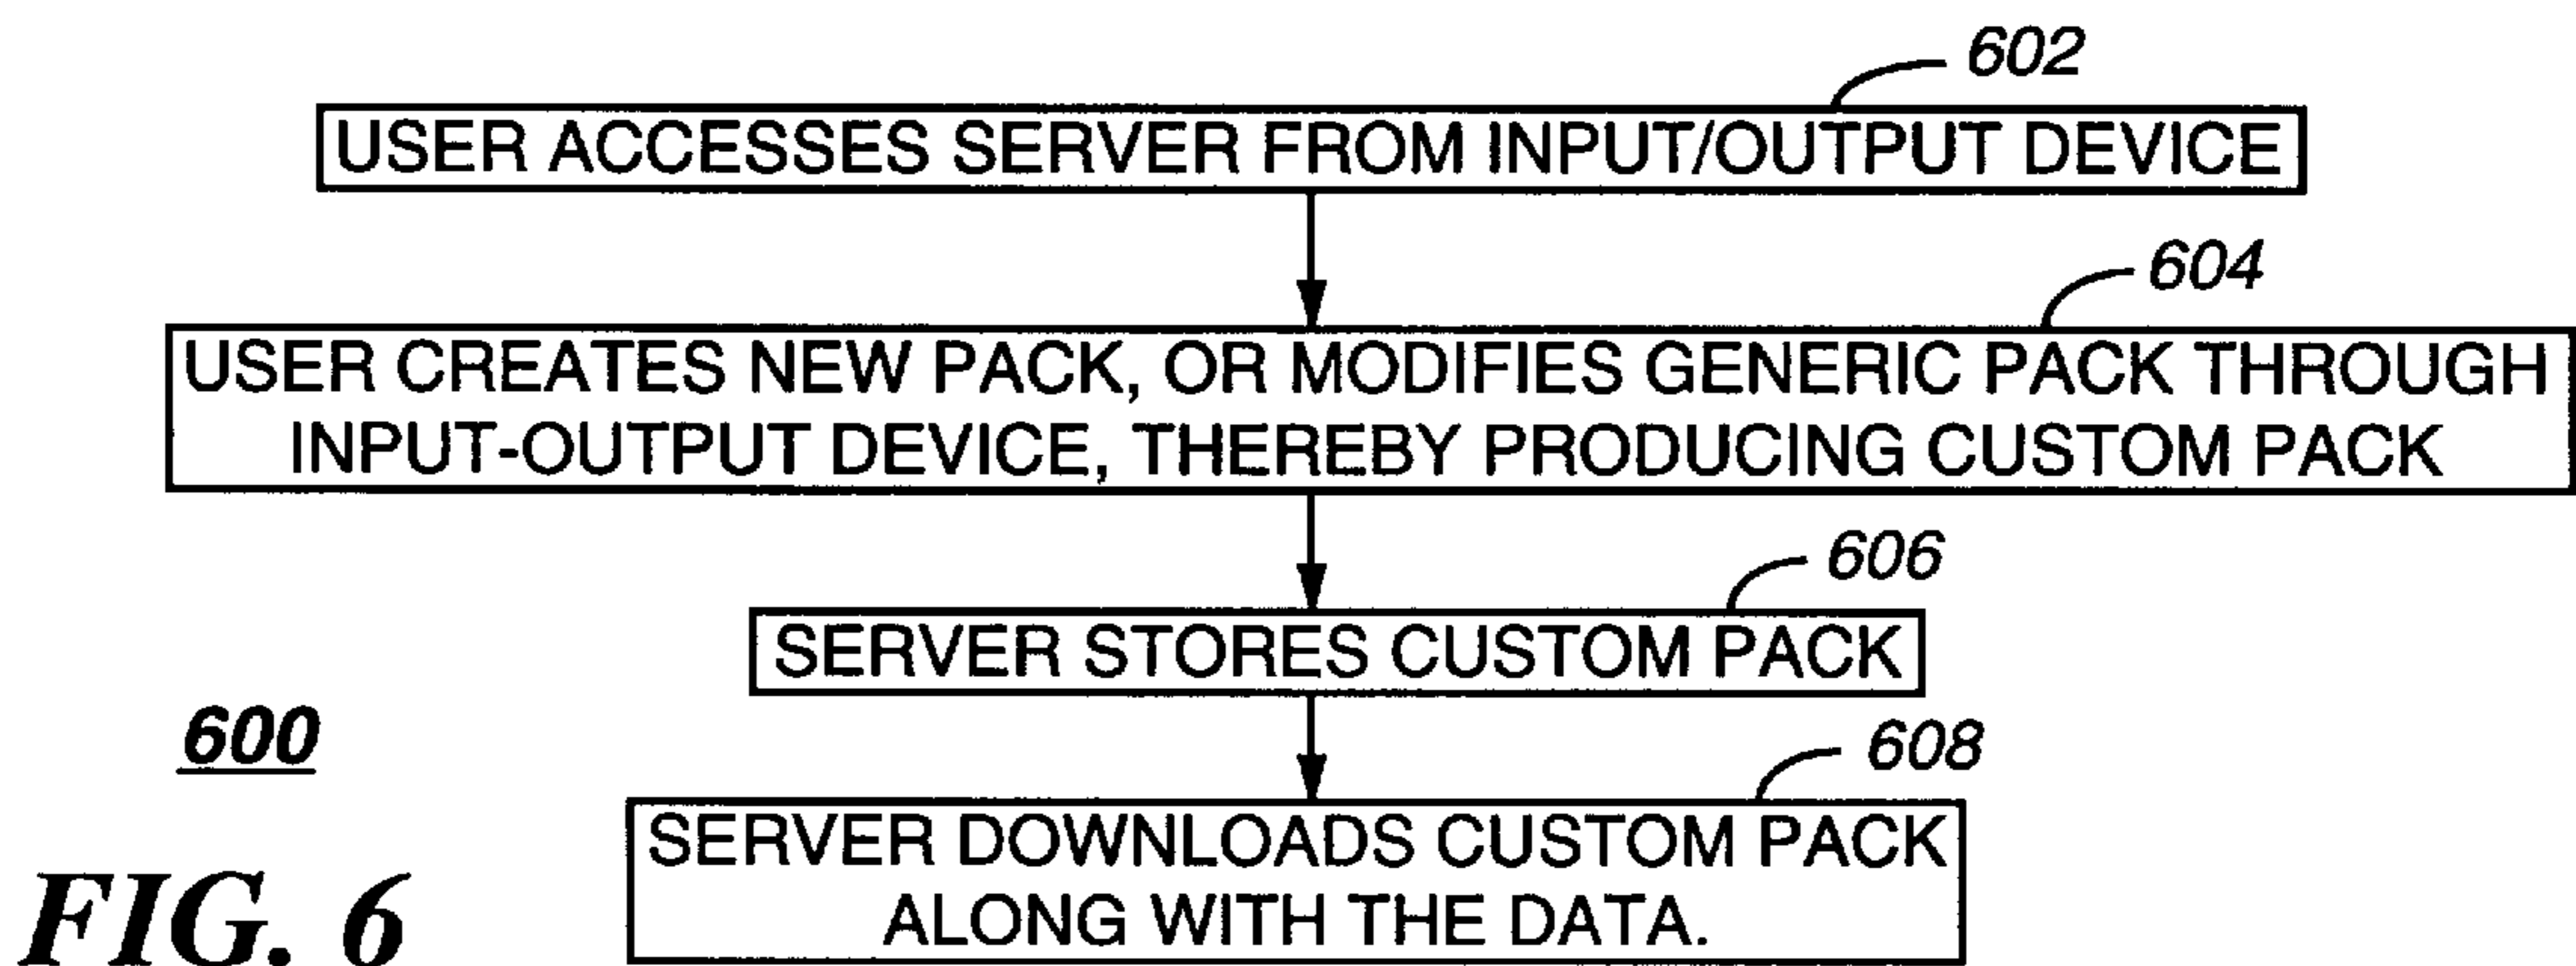 602
USER ACCESSES SERVER FROM INPUT/OUTPUT DEVICE
604
USER CREATES NEW PACK, OR MODIFIES GENERIC PACK THROUGH
INPUT-OUTPUT DEVICE, THEREBY PRODUCING CUSTOM PACK
606
SERVER STORES CUSTOM PACK
600
608
SERVER DOWNLOADS CUSTOM PACK
ALONG WITH THE DATA.
FIG. 6